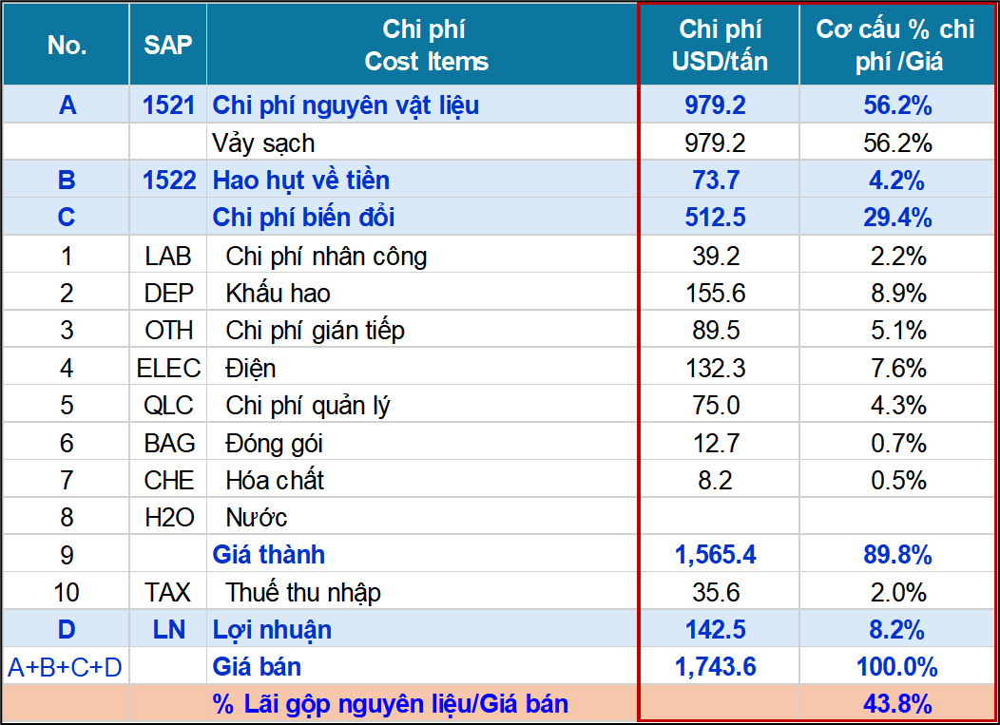 No. SAP Chi phí Cost Items Chi phí USD/tấn Cơ cấu % chi phí /Giá
A 1521 Chi phí nguyên vật liệu 979.2 56.2%
Vảy sạch 979.2 56.2%
B 1522 Hao hụt về tiền 73.7 4.2%
C Chi phí biến đổi 512.5 29.4%
1 LAB Chi phí nhân công 39.2 2.2%
2 DEP Khấu hao 155.6 8.9%
3 OTH Chi phí gián tiếp 89.5 5.1%
4 ELEC Điện 132.3 7.6%
5 QLC Chi phí quản lý 75.0 4.3%
6 BAG Đóng gói 12.7 0.7%
7 CHE Hóa chất 8.2 0.5%
8 H2O Nước
9 Giá thành 1,565.4 89.8%
10 TAX Thuế thu nhập 35.6 2.0%
D LN Lợi nhuận 142.5 8.2%
A+B+C+D Giá bán 1,743.6 100.0%
% Lãi gộp nguyên liệu/Giá bán 43.8%